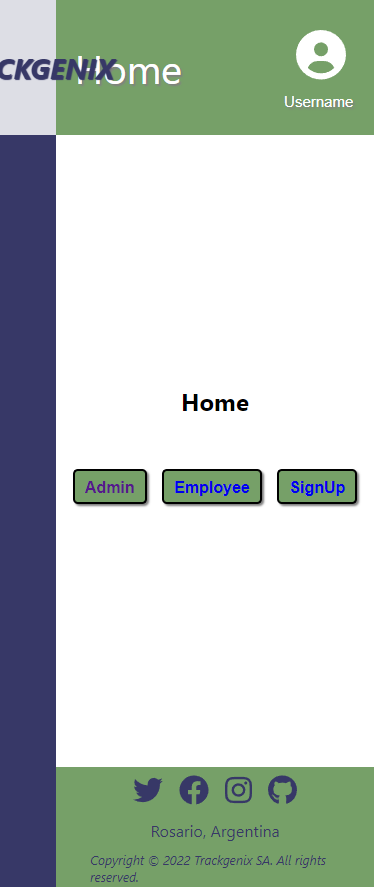 CKGENIX
Home
Username
Home
Admin
Employee
SignUp
Rosario, Argentina
Copyright © 2022 Trackgenix SA. All rights
reserved.